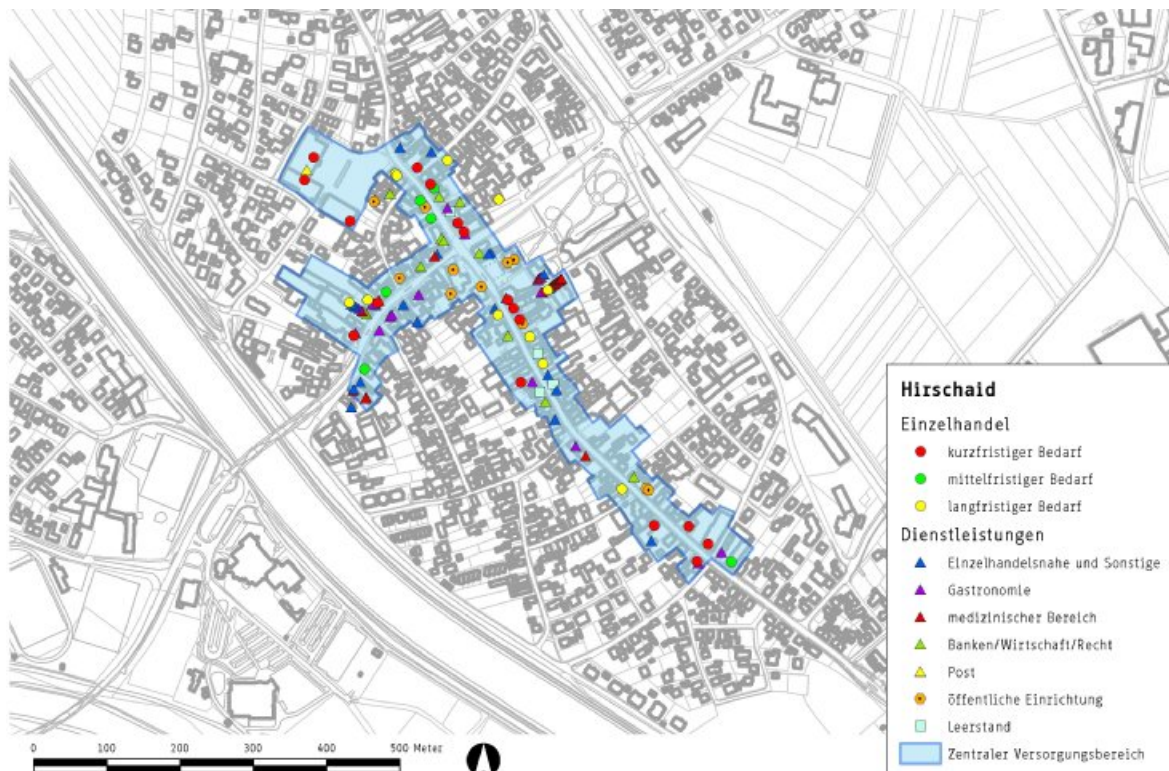 Hirschaid
Einzelhandel
kurzfristiger Bedarf
mittelfristiger Bedarf
langfristiger Bedarf
Dienstleistungen
Einzelhandelsnahe und Sonstige
Gastronomie
medizinischer Bereich
Banken/Wirtschaft/Recht
Post
öffentliche Einrichtung
Leerstand
Zentraler Versorgungsbereich
0 100 200 300 400 500 Meter